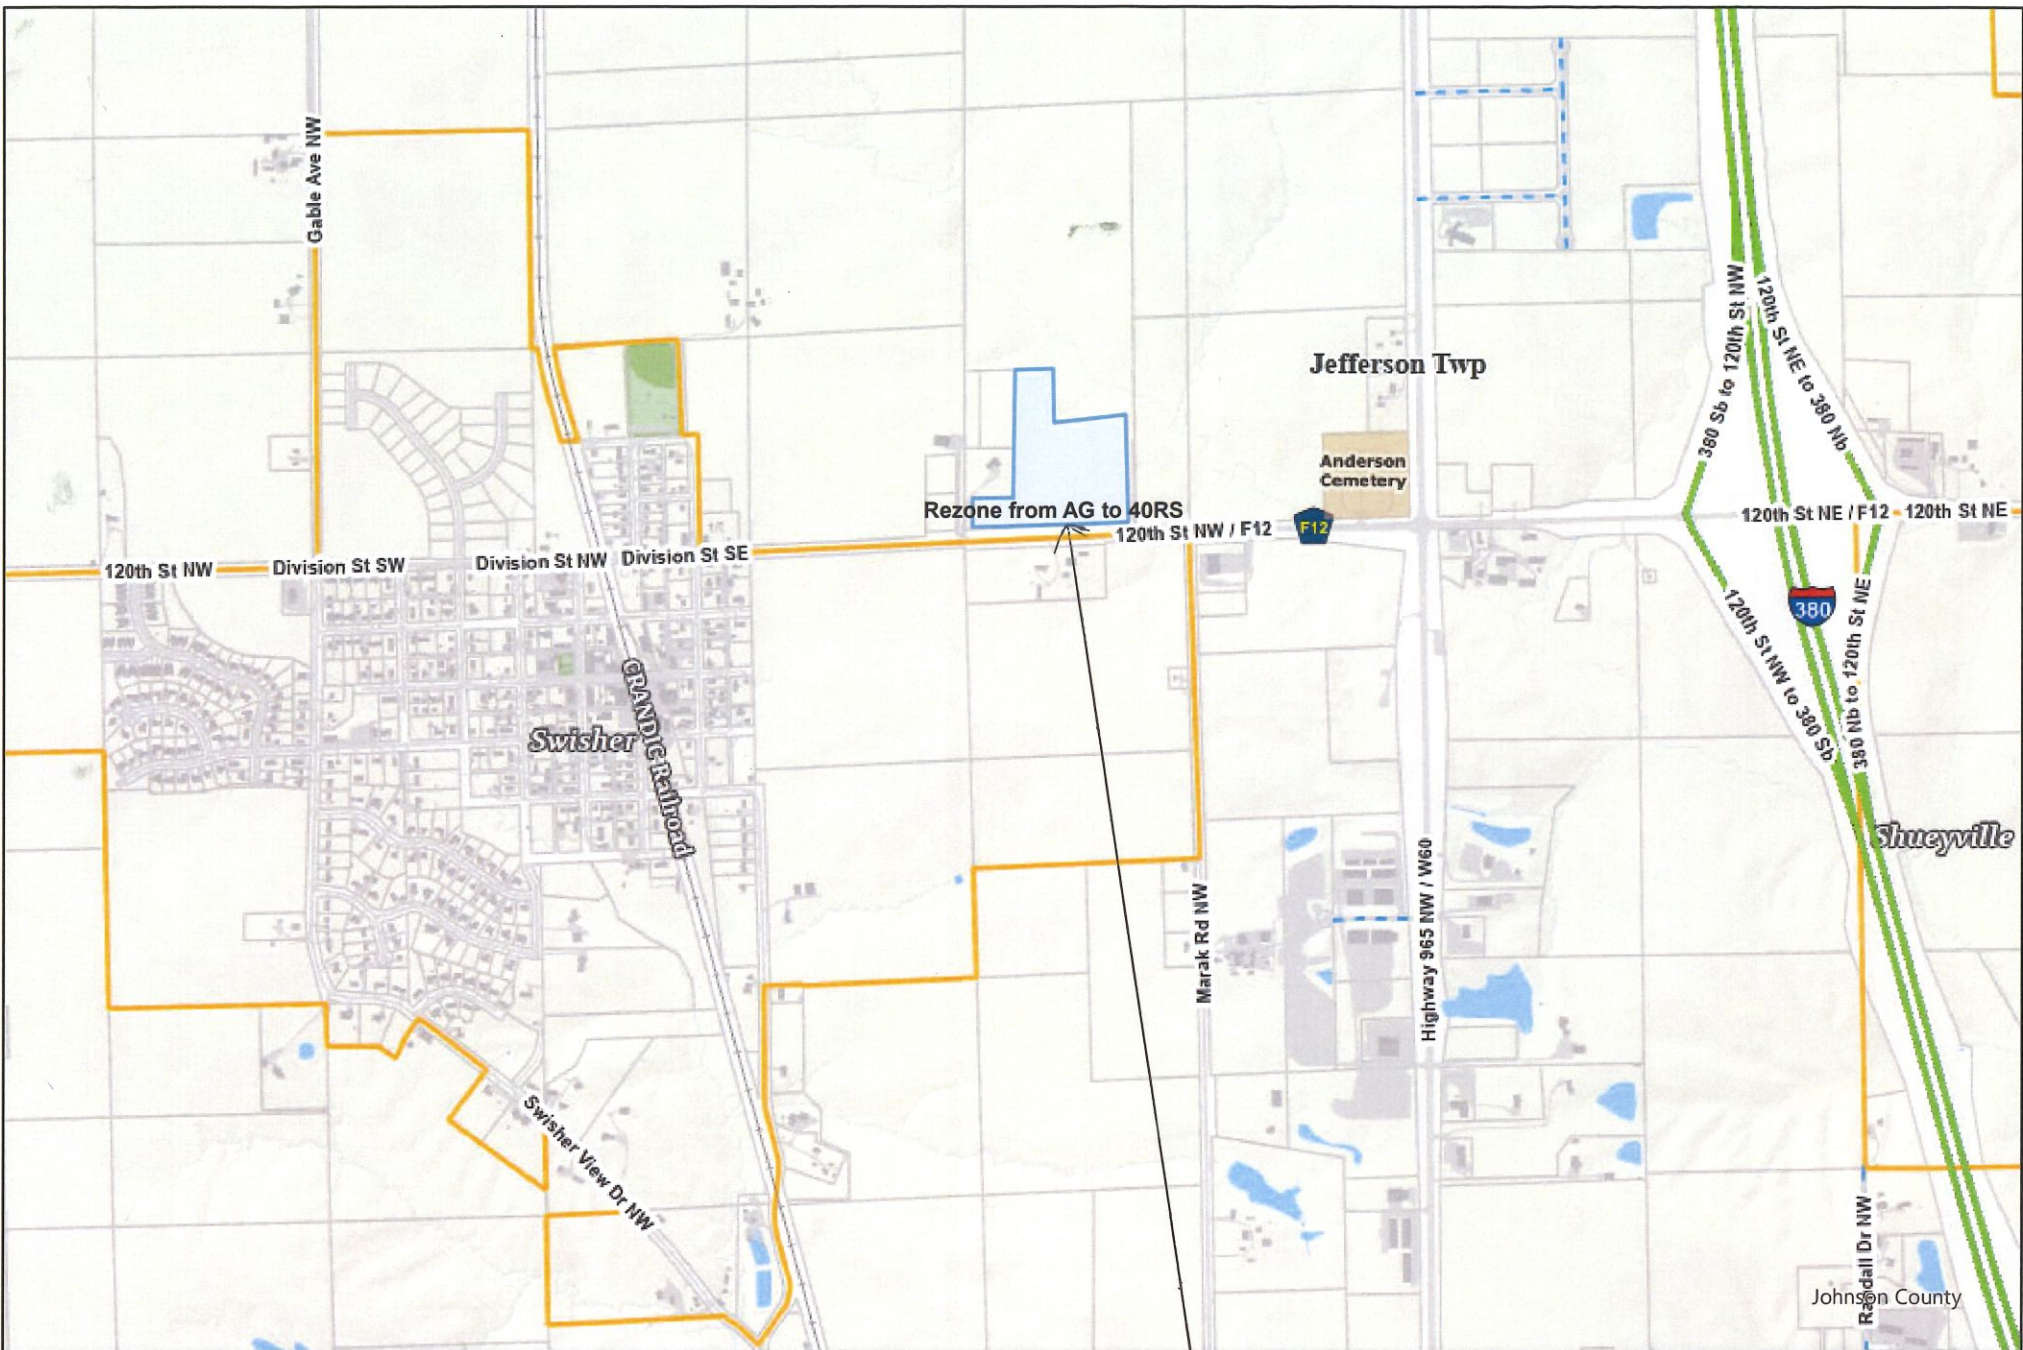 Gable Ave NW
380 Sb to 120th St NW
120th St NE to 380 Nb
Jefferson Twp
Anderson
Cemetery
Rezone from AG to 40RS
120th St NW / F12
F12
120th St NE / F12
120th St NE
120th St NW
Division St SW
Division St NW
Division St SE
380
120th St NW to 380 Sb
380 Nb to 120th St NE
CRANDIC Railroad
Swisher
Shueyville
Marak Rd NW
Highway 965 NW / W60
Swisher View Dr NW
Randall Dr NW
Johnson County